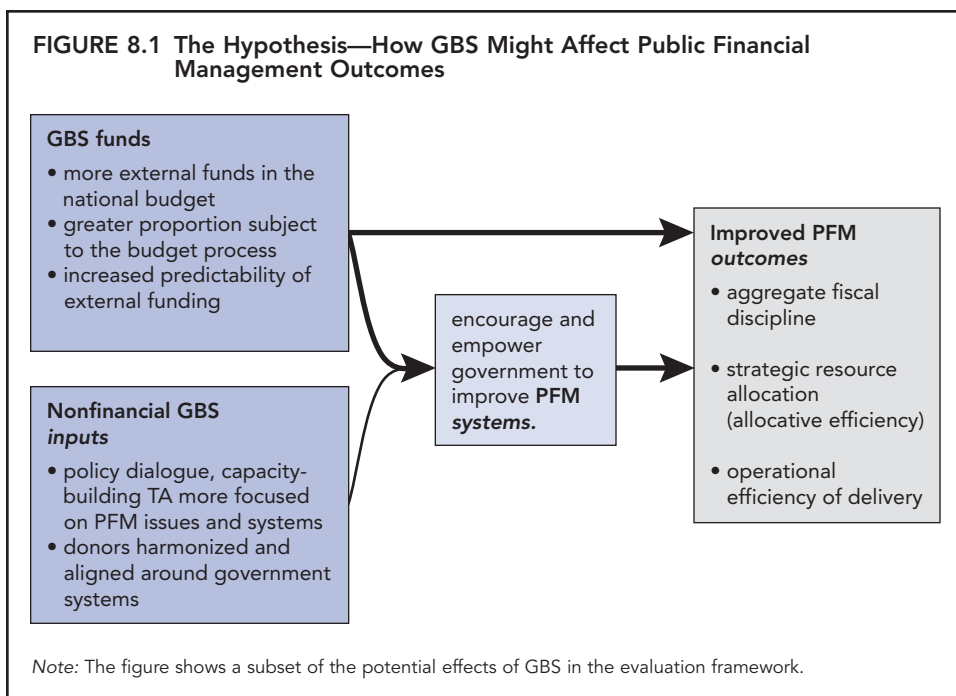 FIGURE 8.1 The Hypothesis—How GBS Might Affect Public Financial
Management Outcomes
GBS funds
• more external funds in the
national budget
• greater proportion subject
to the budget process
• increased predictability of
external funding
Nonfinancial GBS
inputs
• policy dialogue, capacity-
building TA more focused
on PFM issues and systems
• donors harmonized and
aligned around government
systems
encourage and
empower
government to
improve PFM
systems.
Improved PFM
outcomes
• aggregate fiscal
discipline
• strategic resource
allocation
(allocative efficiency)
• operational
efficiency of delivery
Note: The figure shows a subset of the potential effects of GBS in the evaluation framework.